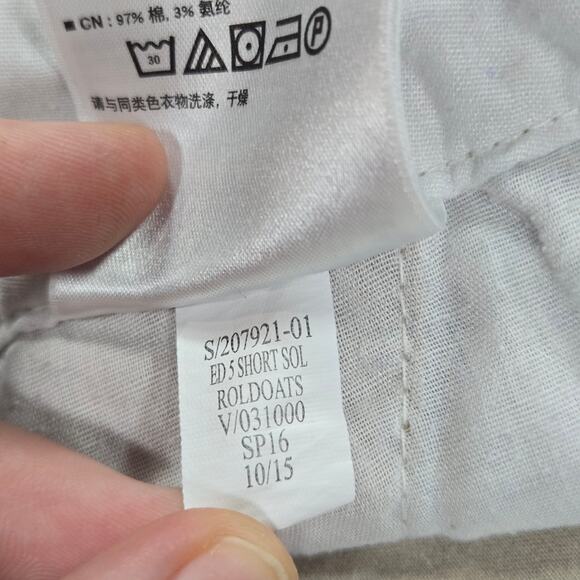 ■ CN : 97% 棉, 3% 氨纶
30 P
请与同类色衣物洗涤, 干燥
S/207921-01
ED 5 SHORT SOL
ROLDOATS
V/031000
SP16
10/15